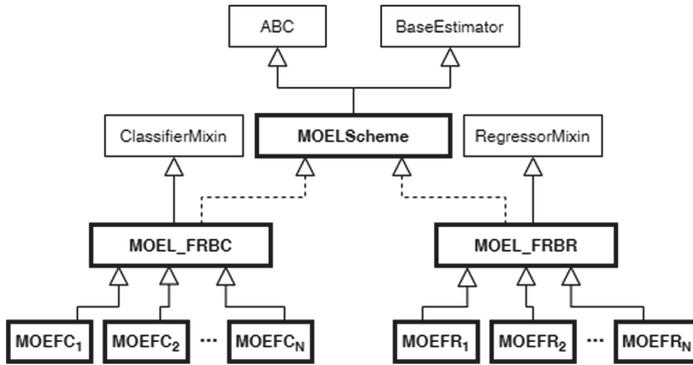 ABC BaseEstimator
ClassifierMixin MOELScheme RegressorMixin
MOEL_FRBC MOEL_FRBR
MOEFC1 MOEFC2 ... MOEFCN MOEFR1 MOEFR2 ... MOEFRN